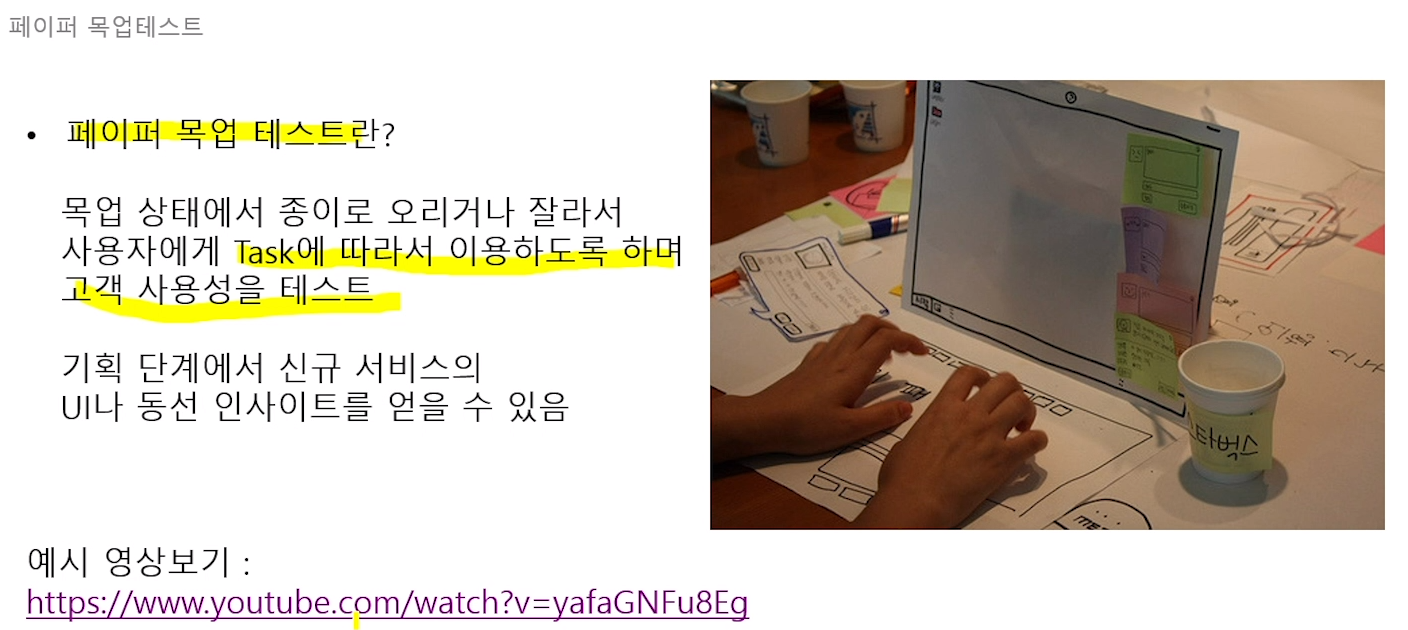 페이퍼 목업테스트
• 페이퍼 목업 테스트란?
목업 상태에서 종이로 오리거나 잘라서
사용자에게 Task에 따라서 이용하도록 하며
고객 사용성을 테스트
기획 단계에서 신규 서비스의
UI나 동선 인사이트를 얻을 수 있음
스타벅스
예시 영상보기 :
https://www.youtube.com/watch?v=yafaGNFu8Eg